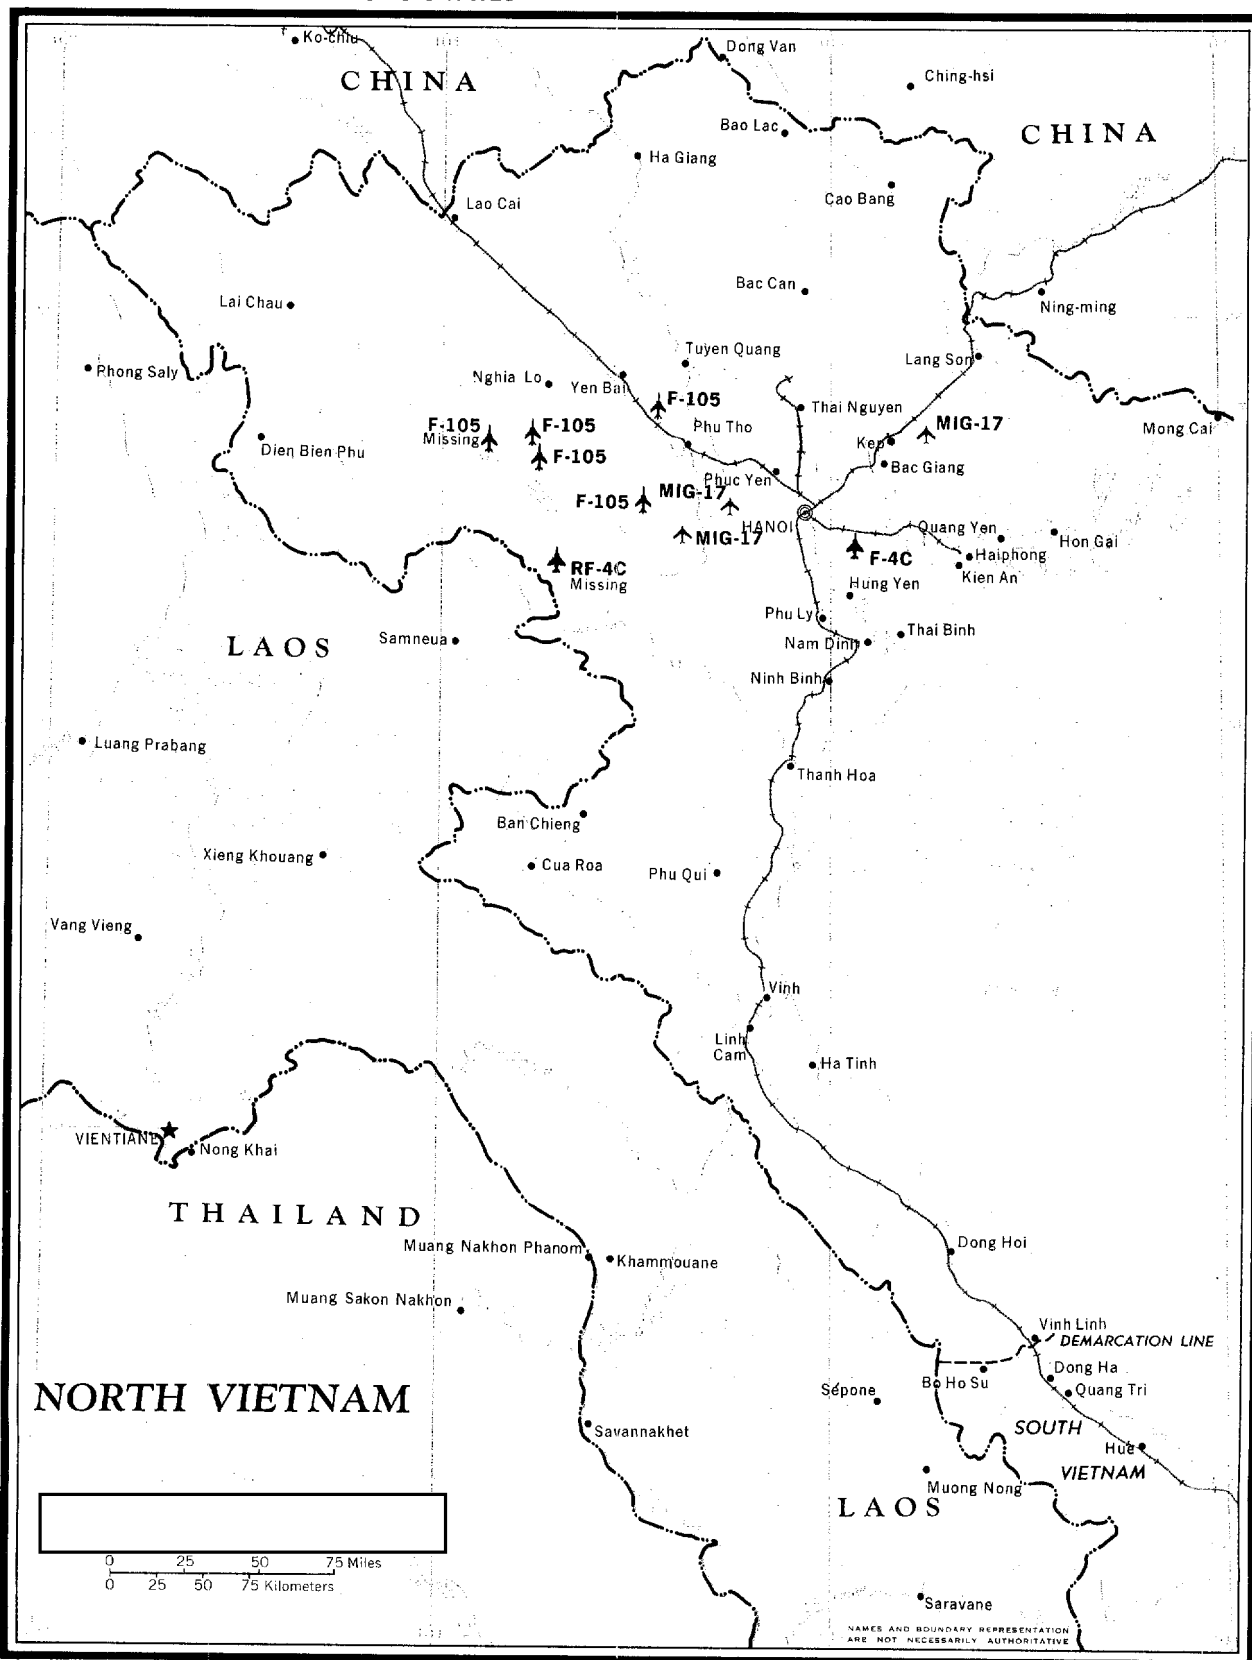 Ko-chiu
Dong Van
CHINA
Ching-hsi
Bao Lac
CHINA
Ha Giang
Cao Bang
Lao Cai
Bac Can
Lai Chau
Ning-ming
Tuyen Quang
Lang Son
Phong Saly
Nghia Lo
Yen Bai
F-105
Thai Nguyen
F-105
Missing
F-105
Phu Tho
MIG-17
Mong Cai
Kep
Dien Bien Phu
F-105
Bac Giang
Phuc Yen
F-105
MIG-17
HANOI
Quang Yen
MIG-17
Hon Gai
F-4C
Haiphong
RF-4C
Missing
Kien An
Hung Yen
Phu Ly
Thai Binh
Samneua
Nam Dinh
LAOS
Ninh Binh
Luang Prabang
Thanh Hoa
Ban Chieng
Xieng Khouang
Cua Roa
Phu Qui
Vang Vieng
Vinh
Linh
Cam
Ha Tinh
VIENTIANE
Nong Khai
THAILAND
Dong Hoi
Muang Nakhon Phanom
Khammouane
Muang Sakon Nakhon
Vinh Linh
DEMARCATION LINE
Dong Ha
Bo Ho Su
Sépone
Quang Tri
NORTH VIETNAM
Savannakhet
SOUTH
VIETNAM
Hue
Muong Nong
LAOS
0 25 50 75 Miles
0 25 50 75 Kilometers
Saravane
NAMES AND BOUNDARY REPRESENTATION
ARE NOT NECESSARILY AUTHORITATIVE